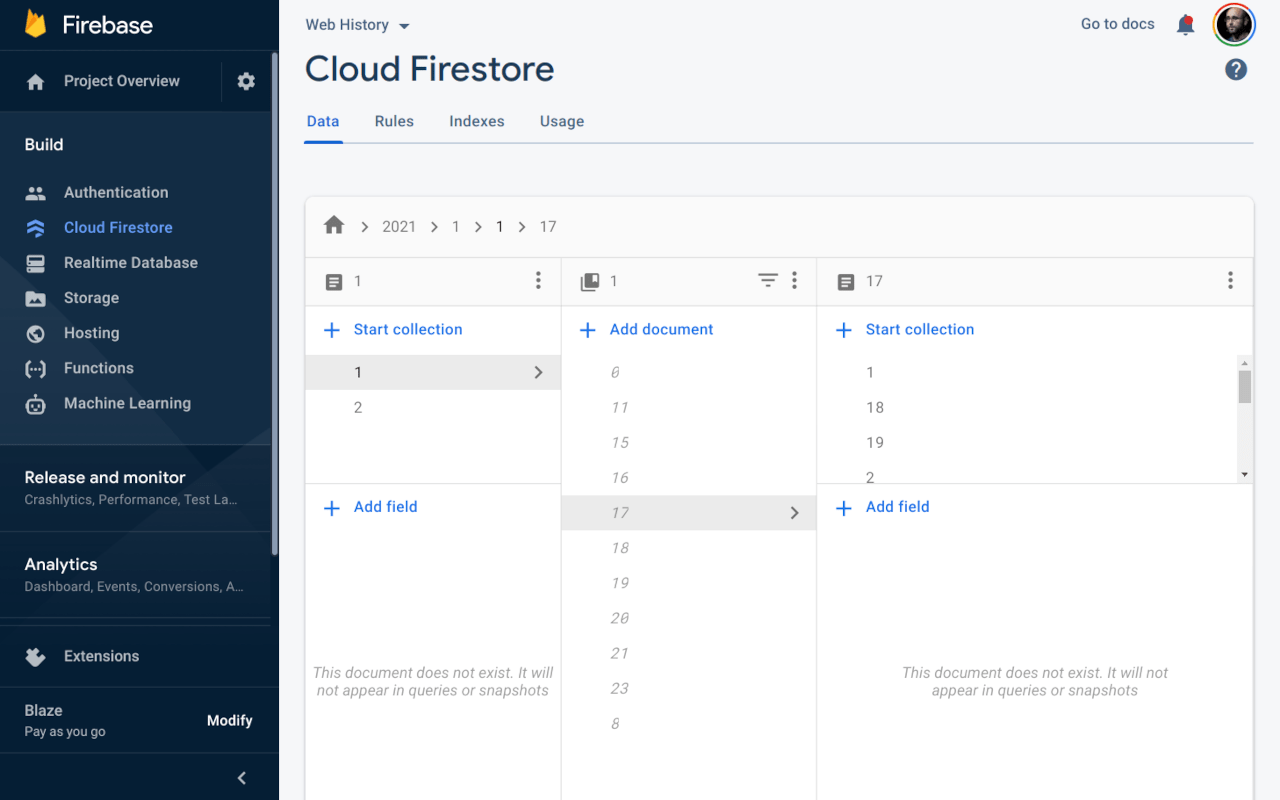 Firebase
Project Overview
Build
Authentication
Cloud Firestore
Realtime Database
Storage
Hosting
Functions
Machine Learning
Release and monitor
Crashlytics, Performance, Test La...
Analytics
Dashboard, Events, Conversions, A...
Extensions
Blaze
Pay as you go
Modify
Web History
Go to docs
Cloud Firestore
Data Rules Indexes Usage
2021 1 1 17
1
Start collection
1
2
Add field
This document does not exist. It will
not appear in queries or snapshots
1
Add document
0
11
15
16
17
18
19
20
21
23
8
17
Start collection
1
18
19
2
Add field
This document does not exist. It will not
appear in queries or snapshots